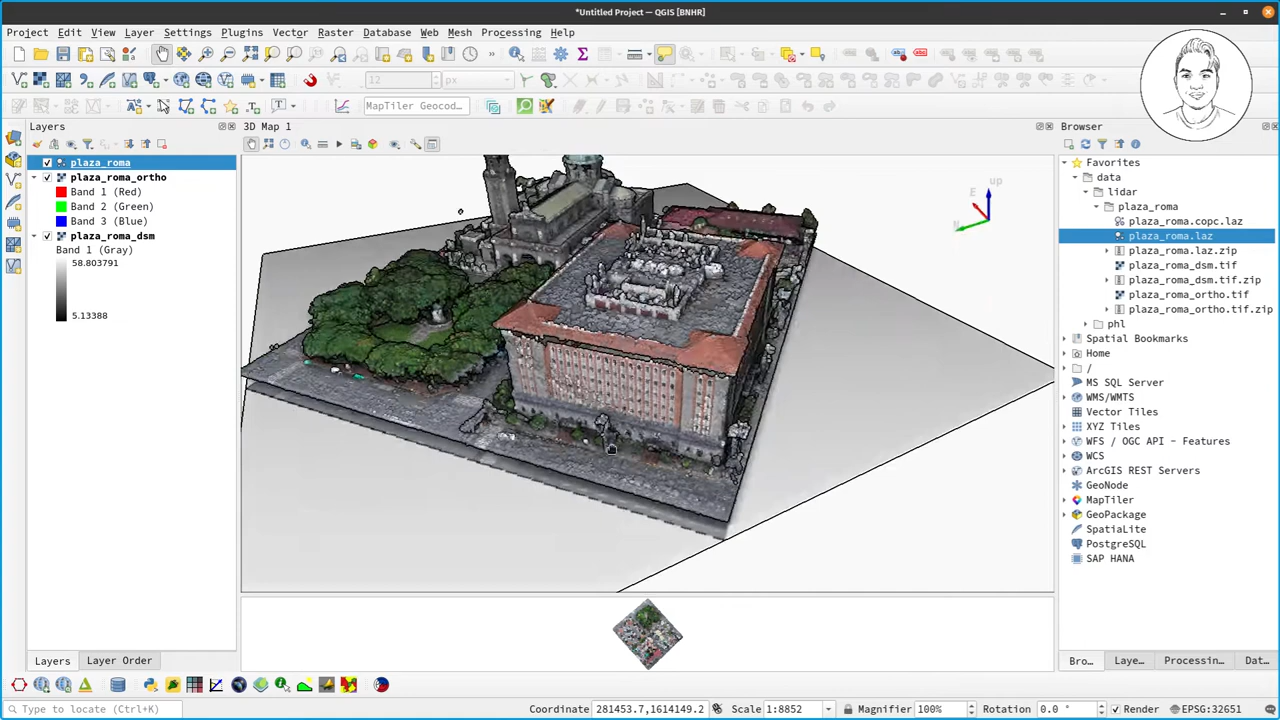 *Untitled Project — QGIS [BNHR]
Project Edit View Layer Settings Plugins Vector Raster Database Web Mesh Processing Help
»
12 px
MapTiler Geocod...
Layers
plaza_roma
plaza_roma_ortho
Band 1 (Red)
Band 2 (Green)
Band 3 (Blue)
plaza_roma_dsm
Band 1 (Gray)
58.803791
5.13388
Layers Layer Order
3D Map 1
up
E
N
Browser
Favorites
data
lidar
plaza_roma
plaza_roma.copc.laz
plaza_roma.laz
plaza_roma.laz.zip
plaza_roma_dsm.tif
plaza_roma_dsm.tif.zip
plaza_roma_ortho.tif
plaza_roma_ortho.tif.zip
phl
Spatial Bookmarks
Home
/
MS SQL Server
WMS/WMTS
Vector Tiles
XYZ Tiles
WFS / OGC API - Features
WCS
ArcGIS REST Servers
GeoNode
MapTiler
GeoPackage
SpatiaLite
PostgreSQL
SAP HANA
Bro... Laye... Processin... Dat...
Type to locate (Ctrl+K)
Coordinate 281453.7,1614149.2 Scale 1:8852 Magnifier 100% Rotation 0.0 ° Render EPSG:32651